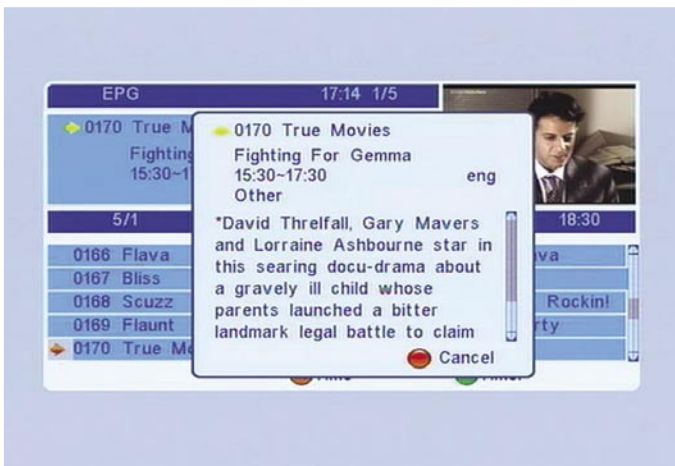 EPG 17:14 1/5
0170 True M
Fighting
15:30~1
0170 True Movies
Fighting For Gemma
15:30~17:30 eng
Other
*David Threlfall, Gary Mavers
and Lorraine Ashbourne star in
this searing docu-drama about
a gravely ill child whose
parents launched a bitter
landmark legal battle to claim
Cancel
5/1 18:30
0166 Flava va
0167 Bliss
0168 Scuzz Rockin!
0169 Flaunt rty
0170 True Mo